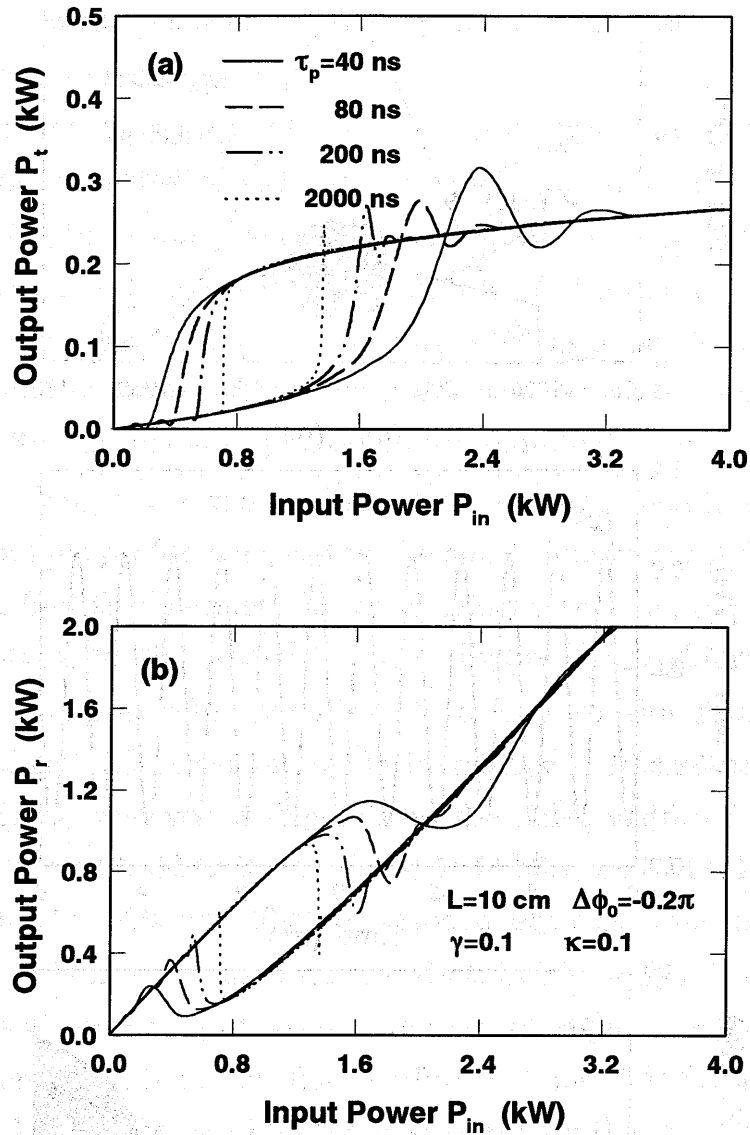 0.5
(a)
τp=40 ns
80 ns
200 ns
2000 ns
0.4
0.3
0.2
0.1
0.0
Output Power Pt (kW)
0.0 0.8 1.6 2.4 3.2 4.0
Input Power Pin (kW)
2.0
(b)
1.6
1.2
0.8
0.4
0.0
Output Power Pr (kW)
L=10 cm Δϕ0=-0.2π
γ=0.1 κ=0.1
0.0 0.8 1.6 2.4 3.2 4.0
Input Power Pin (kW)